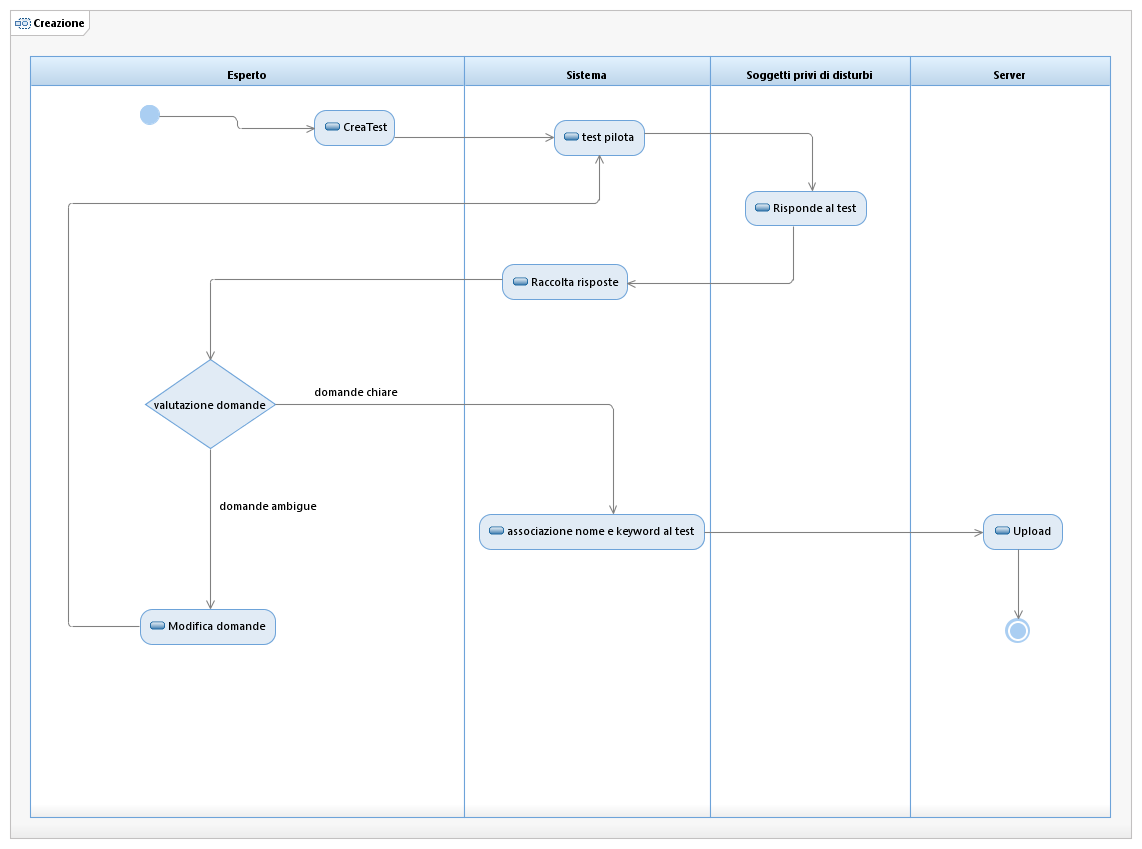 Creazione
Esperto
Sistema
Soggetti privi di disturbi
Server
CreaTest
test pilota
Risponde al test
Raccolta risposte
valutazione domande
domande chiare
domande ambigue
associazione nome e keyword al test
Upload
Modifica domande